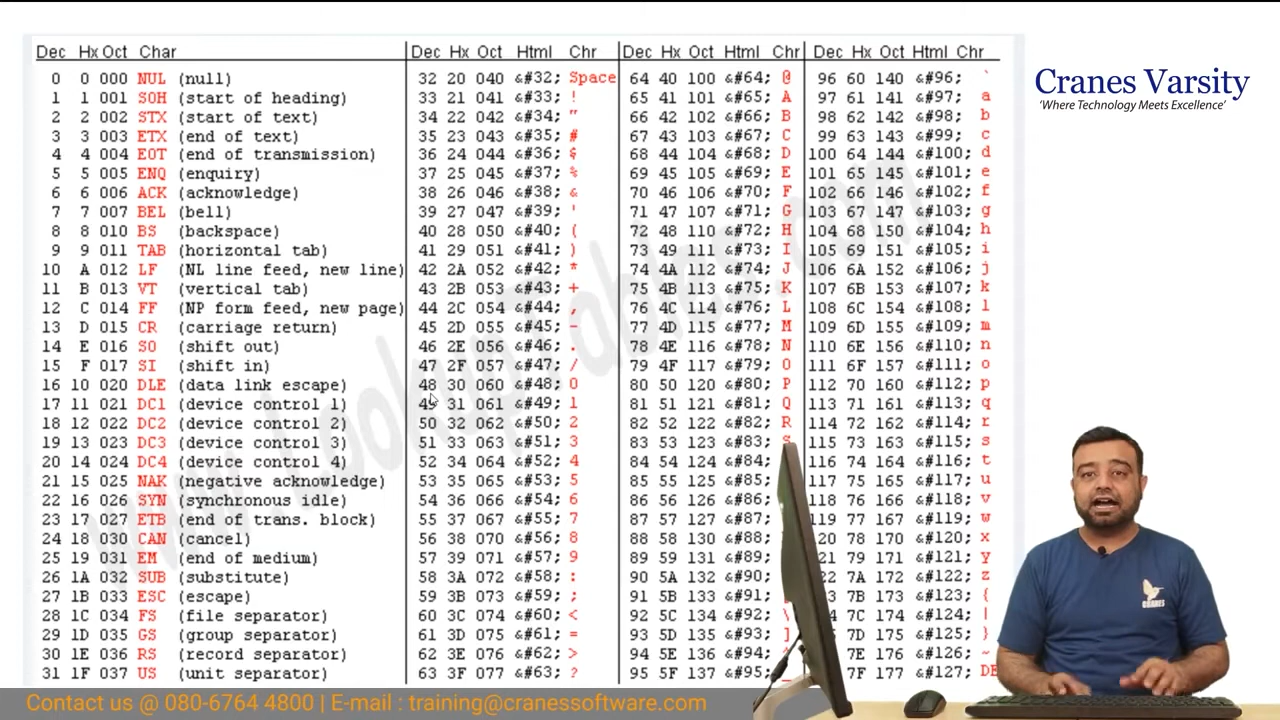 Dec Hx Oct Char Dec Hx Oct Html Chr Dec Hx Oct Html Chr Dec Hx Oct Html Chr
0 0 000 NUL (null) 32 20 040 &#32; Space 64 40 100 &#64; @ 96 60 140 &#96; `
1 1 001 SOH (start of heading) 33 21 041 &#33; ! 65 41 101 &#65; A 97 61 141 &#97; a
2 2 002 STX (start of text) 34 22 042 &#34; " 66 42 102 &#66; B 98 62 142 &#98; b
3 3 003 ETX (end of text) 35 23 043 &#35; # 67 43 103 &#67; C 99 63 143 &#99; c
4 4 004 EOT (end of transmission) 36 24 044 &#36; $ 68 44 104 &#68; D 100 64 144 &#100; d
5 5 005 ENQ (enquiry) 37 25 045 &#37; % 69 45 105 &#69; E 101 65 145 &#101; e
6 6 006 ACK (acknowledge) 38 26 046 &#38; & 70 46 106 &#70; F 102 66 146 &#102; f
7 7 007 BEL (bell) 39 27 047 &#39; ' 71 47 107 &#71; G 103 67 147 &#103; g
8 8 010 BS (backspace) 40 28 050 &#40; ( 72 48 110 &#72; H 104 68 150 &#104; h
9 9 011 TAB (horizontal tab) 41 29 051 &#41; ) 73 49 111 &#73; I 105 69 151 &#105; i
10 A 012 LF (NL line feed, new line) 42 2A 052 &#42; * 74 4A 112 &#74; J 106 6A 152 &#106; j
11 B 013 VT (vertical tab) 43 2B 053 &#43; + 75 4B 113 &#75; K 107 6B 153 &#107; k
12 C 014 FF (NP form feed, new page) 44 2C 054 &#44; , 76 4C 114 &#76; L 108 6C 154 &#108; l
13 D 015 CR (carriage return) 45 2D 055 &#45; - 77 4D 115 &#77; M 109 6D 155 &#109; m
14 E 016 SO (shift out) 46 2E 056 &#46; . 78 4E 116 &#78; N 110 6E 156 &#110; n
15 F 017 SI (shift in) 47 2F 057 &#47; / 79 4F 117 &#79; O 111 6F 157 &#111; o
16 10 020 DLE (data link escape) 48 30 060 &#48; 0 80 50 120 &#80; P 112 70 160 &#112; p
17 11 021 DC1 (device control 1) 49 31 061 &#49; 1 81 51 121 &#81; Q 113 71 161 &#113; q
18 12 022 DC2 (device control 2) 50 32 062 &#50; 2 82 52 122 &#82; R 114 72 162 &#114; r
19 13 023 DC3 (device control 3) 51 33 063 &#51; 3 83 53 123 &#83; S 115 73 163 &#115; s
20 14 024 DC4 (device control 4) 52 34 064 &#52; 4 84 54 124 &#84; 116 74 164 &#116; t
21 15 025 NAK (negative acknowledge) 53 35 065 &#53; 5 85 55 125 &#85; 117 75 165 &#117; u
22 16 026 SYN (synchronous idle) 54 36 066 &#54; 6 86 56 126 &#86; 118 76 166 &#118; v
23 17 027 ETB (end of trans. block) 55 37 067 &#55; 7 87 57 127 &#87; 119 77 167 &#119; w
24 18 030 CAN (cancel) 56 38 070 &#56; 8 88 58 130 &#88; 20 78 170 &#120; x
25 19 031 EM (end of medium) 57 39 071 &#57; 9 89 59 131 &#89; 21 79 171 &#121; y
26 1A 032 SUB (substitute) 58 3A 072 &#58; : 90 5A 132 &#90; 22 7A 172 &#122; z
27 1B 033 ESC (escape) 59 3B 073 &#59; ; 91 5B 133 &#91; [ 3 7B 173 &#123; {
28 1C 034 FS (file separator) 60 3C 074 &#60; < 92 5C 134 &#92; \ 4 7C 174 &#124; |
29 1D 035 GS (group separator) 61 3D 075 &#61; = 93 5D 135 &#93; ] 7D 175 &#125; }
30 1E 036 RS (record separator) 62 3E 076 &#62; > 94 5E 136 &#94; 7E 176 &#126; ~
31 1F 037 US (unit separator) 63 3F 077 &#63; ? 95 5F 137 &#95; _ 7F 177 &#127; DE
www.LookupTables.com
Cranes Varsity
'Where Technology Meets Excellence'
CRANES
Contact us @ 080-6764 4800 | E-mail : training@cranessoftware.com